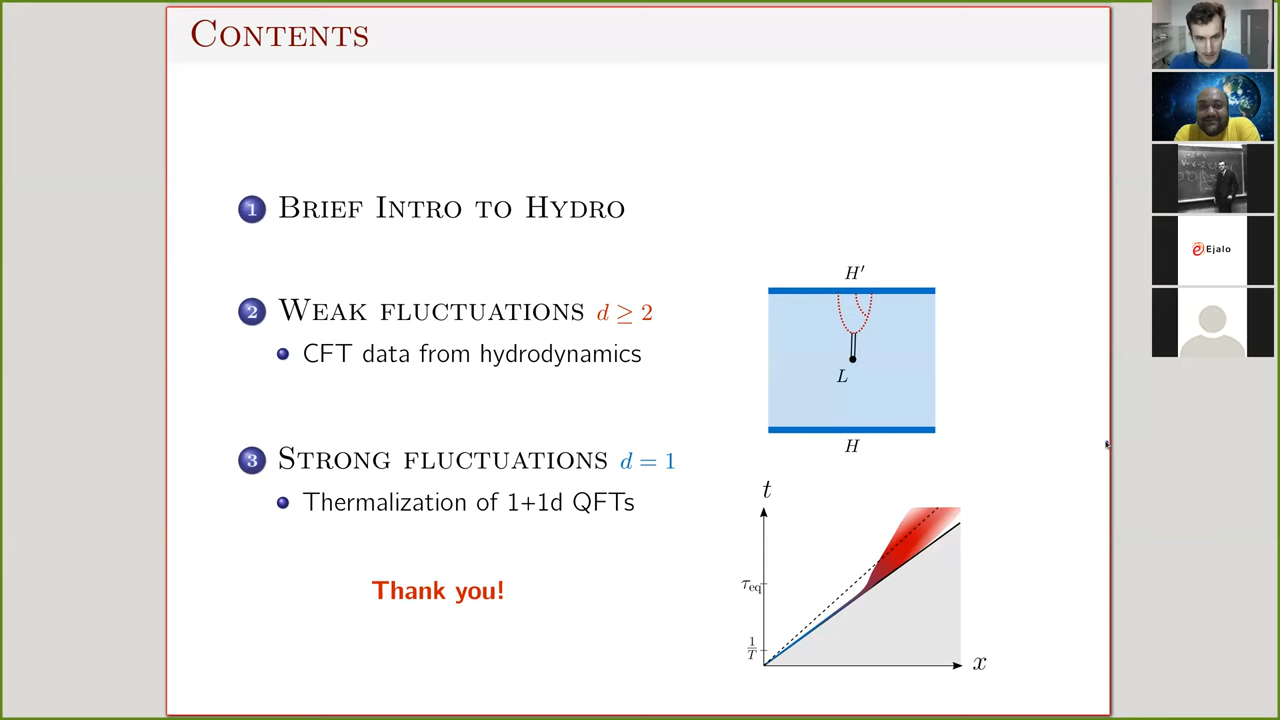 Contents
1 Brief Intro to Hydro
2 Weak fluctuations d ≥ 2
CFT data from hydrodynamics
3 Strong fluctuations d = 1
Thermalization of 1+1d QFTs
Thank you!
H′
L
H
t
τeq
1/T
x
Ejalo